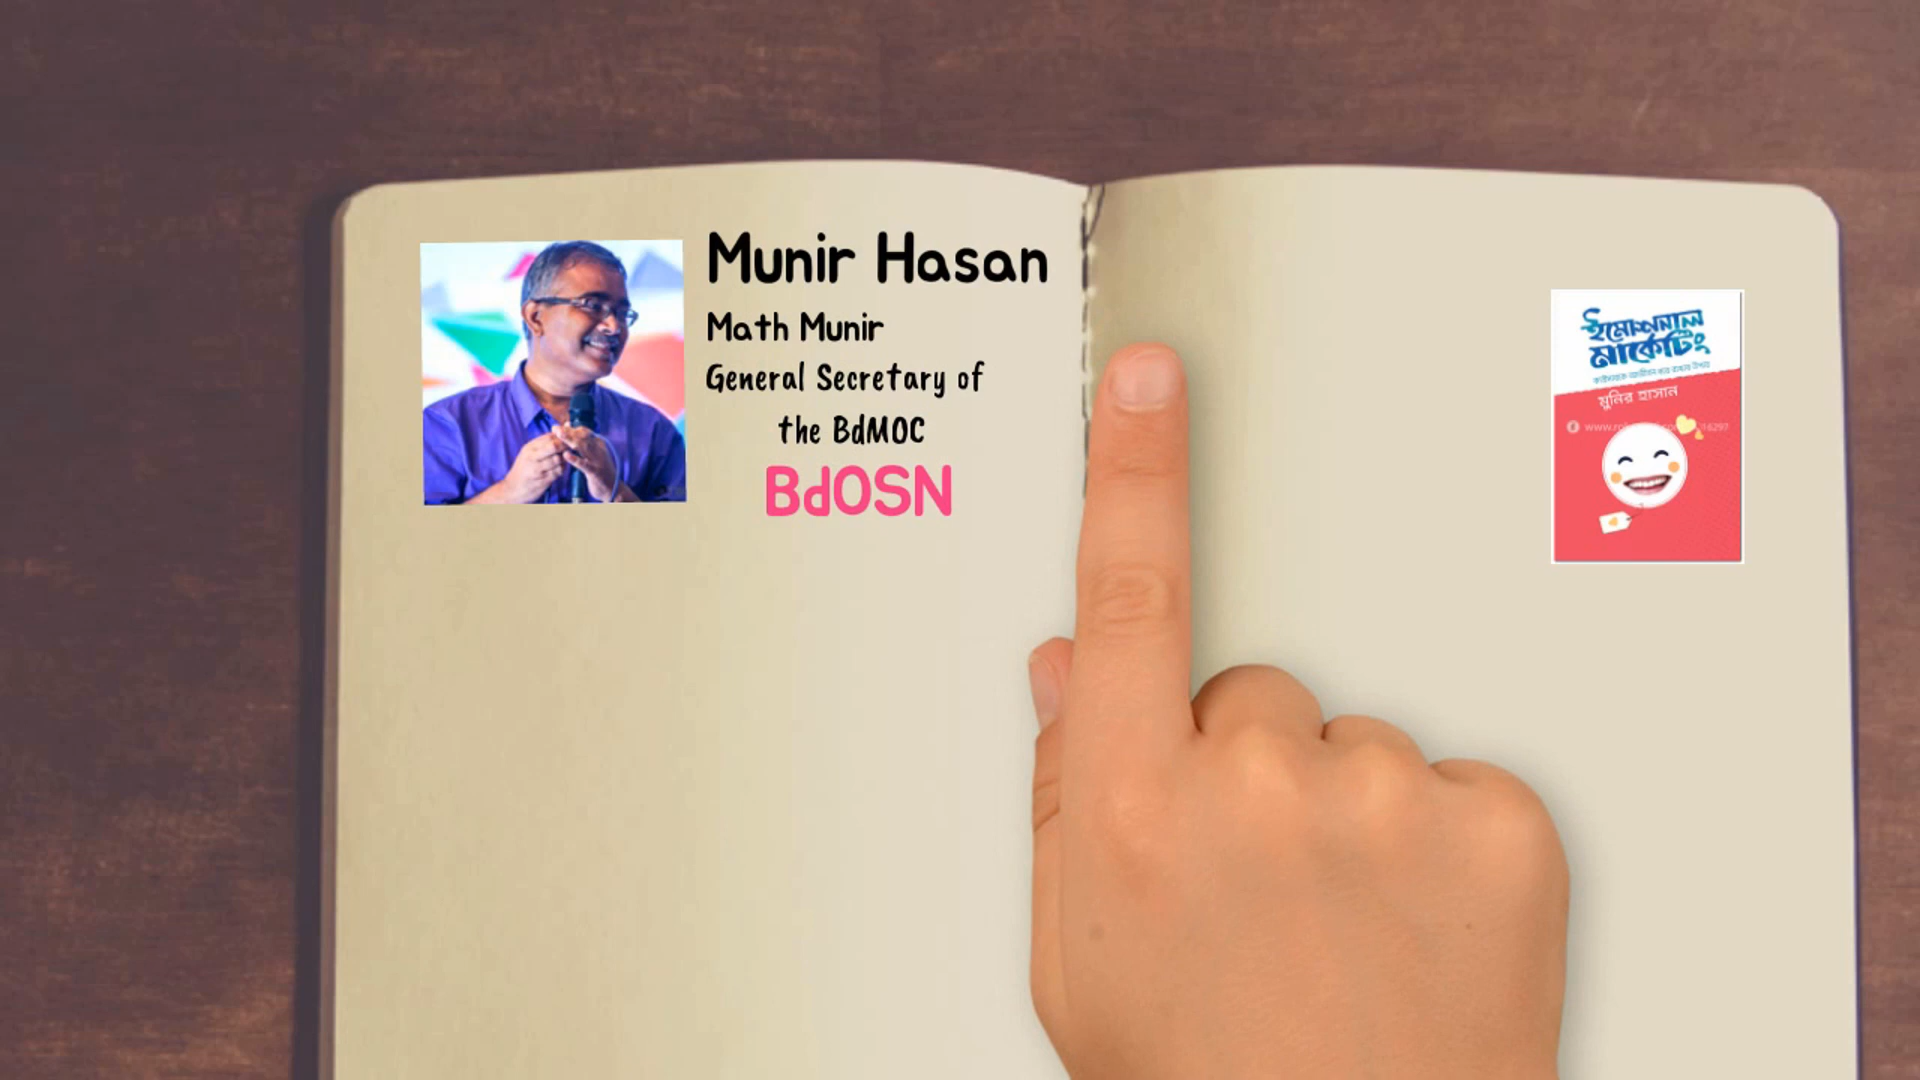 Munir Hasan
Math Munir
General Secretary of
the BdMOC
BdOSN
ইমোশনাল
মার্কেটিং
মুনির হাসান